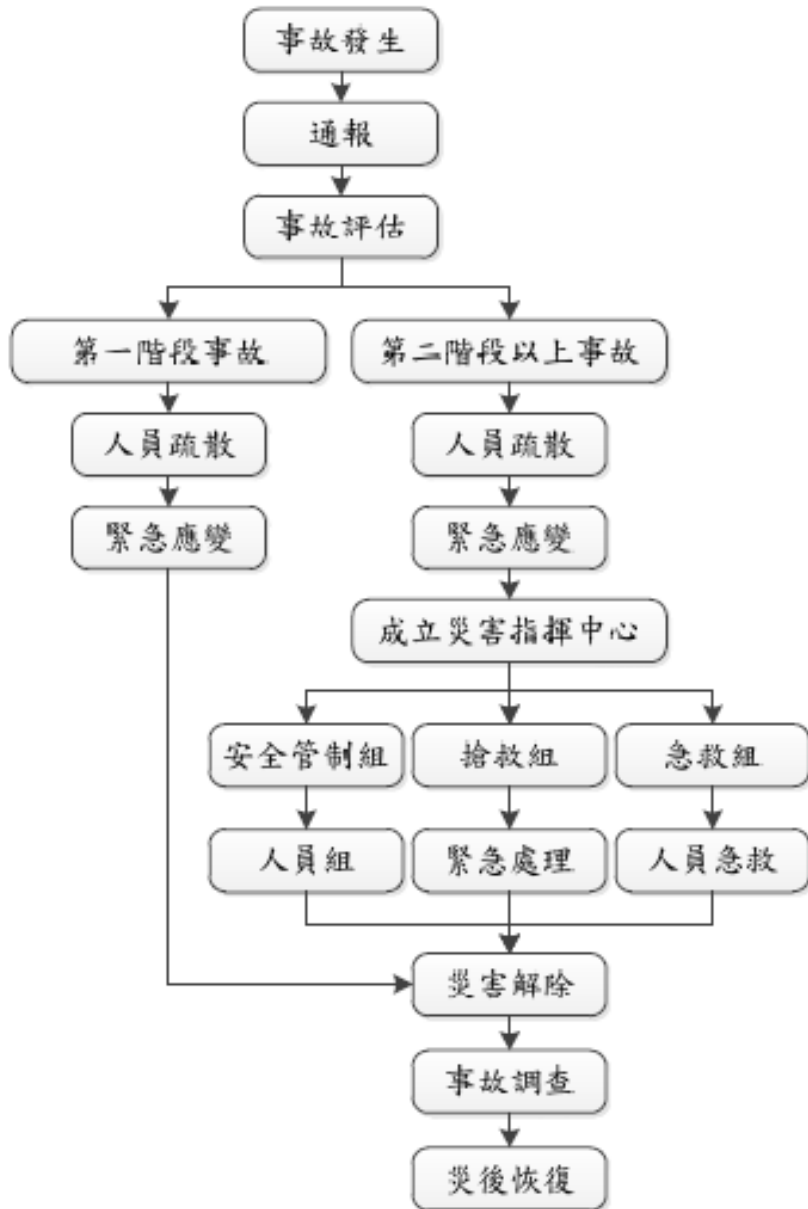 事故發生
通報
事故評估
第一階段事故
第二階段以上事故
人員疏散
人員疏散
緊急應變
緊急應變
成立災害指揮中心
安全管制組
搶救組
急救組
人員組
緊急處理
人員急救
災害解除
事故調查
災後恢復